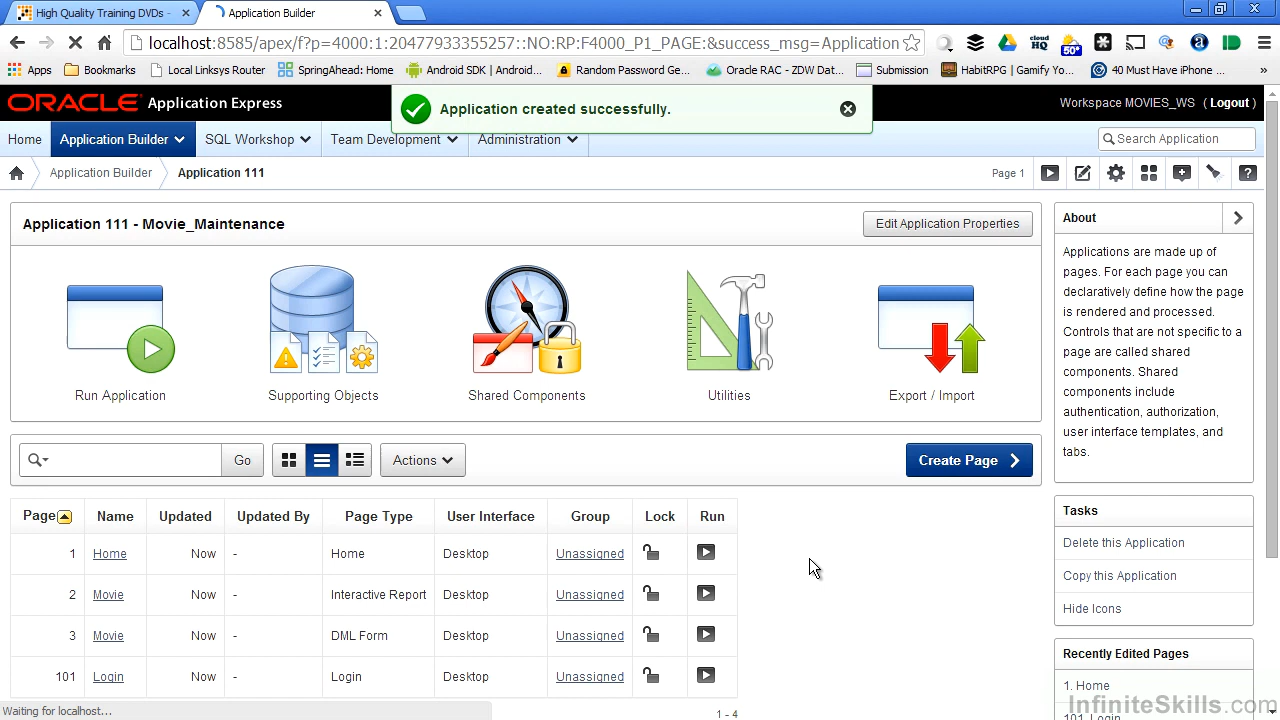 High Quality Training DVDs -
Application Builder
localhost:8585/apex/f?p=4000:1:20477933355257::NO:RP:F4000_P1_PAGE:&success_msg=Application
Apps
Bookmarks
Local Linksys Router
SpringAhead: Home
Android SDK | Android...
Random Password Ge...
Oracle RAC - ZDW Dat...
Submission
HabitRPG | Gamify Yo...
40 Must Have iPhone ...
»
ORACLE Application Express
Application created successfully.
Workspace MOVIES_WS ( Logout )
Home
Application Builder
SQL Workshop
Team Development
Administration
Search Application
Application Builder
Application 111
Page 1
Application 111 - Movie_Maintenance
Edit Application Properties
Run Application
Supporting Objects
Shared Components
Utilities
Export / Import
Go
Actions
Create Page
Page Name Updated Updated By Page Type User Interface Group Lock Run
1 Home Now - Home Desktop Unassigned
2 Movie Now - Interactive Report Desktop Unassigned
3 Movie Now - DML Form Desktop Unassigned
101 Login Now - Login Desktop Unassigned
1 - 4
About
Applications are made up of
pages. For each page you can
declaratively define how the page
is rendered and processed.
Controls that are not specific to a
page are called shared
components. Shared
components include
authentication, authorization,
user interface templates, and
tabs.
Tasks
Delete this Application
Copy this Application
Hide Icons
Recently Edited Pages
1. Home
101. Login
Waiting for localhost...
InfiniteSkills.com